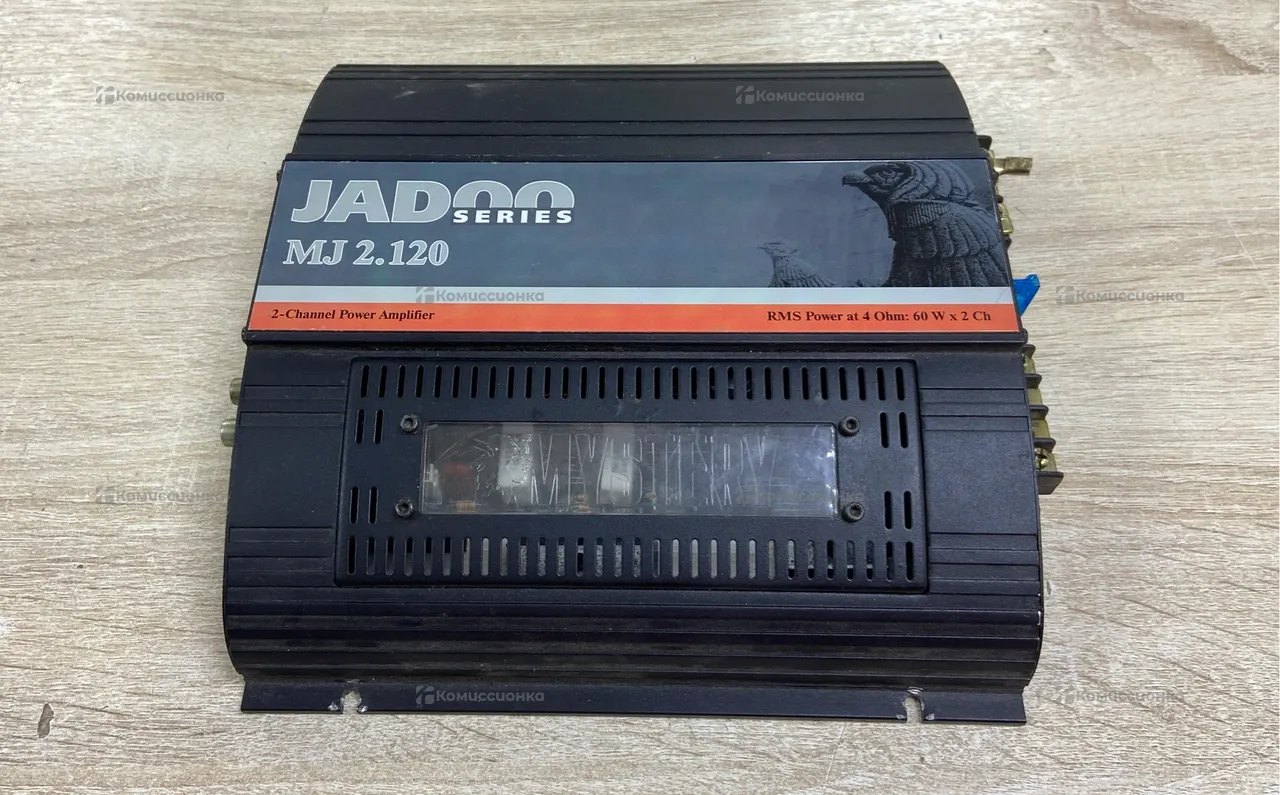 Комиссионка
Комиссионка
JADOO
SERIES
MJ 2.120
Комиссионка
Комиссионка
2-Channel Power Amplifier
RMS Power at 4 Ohm: 60 W x 2 Ch
Комиссионка
Комиссионка
Комиссионка
Комиссионка